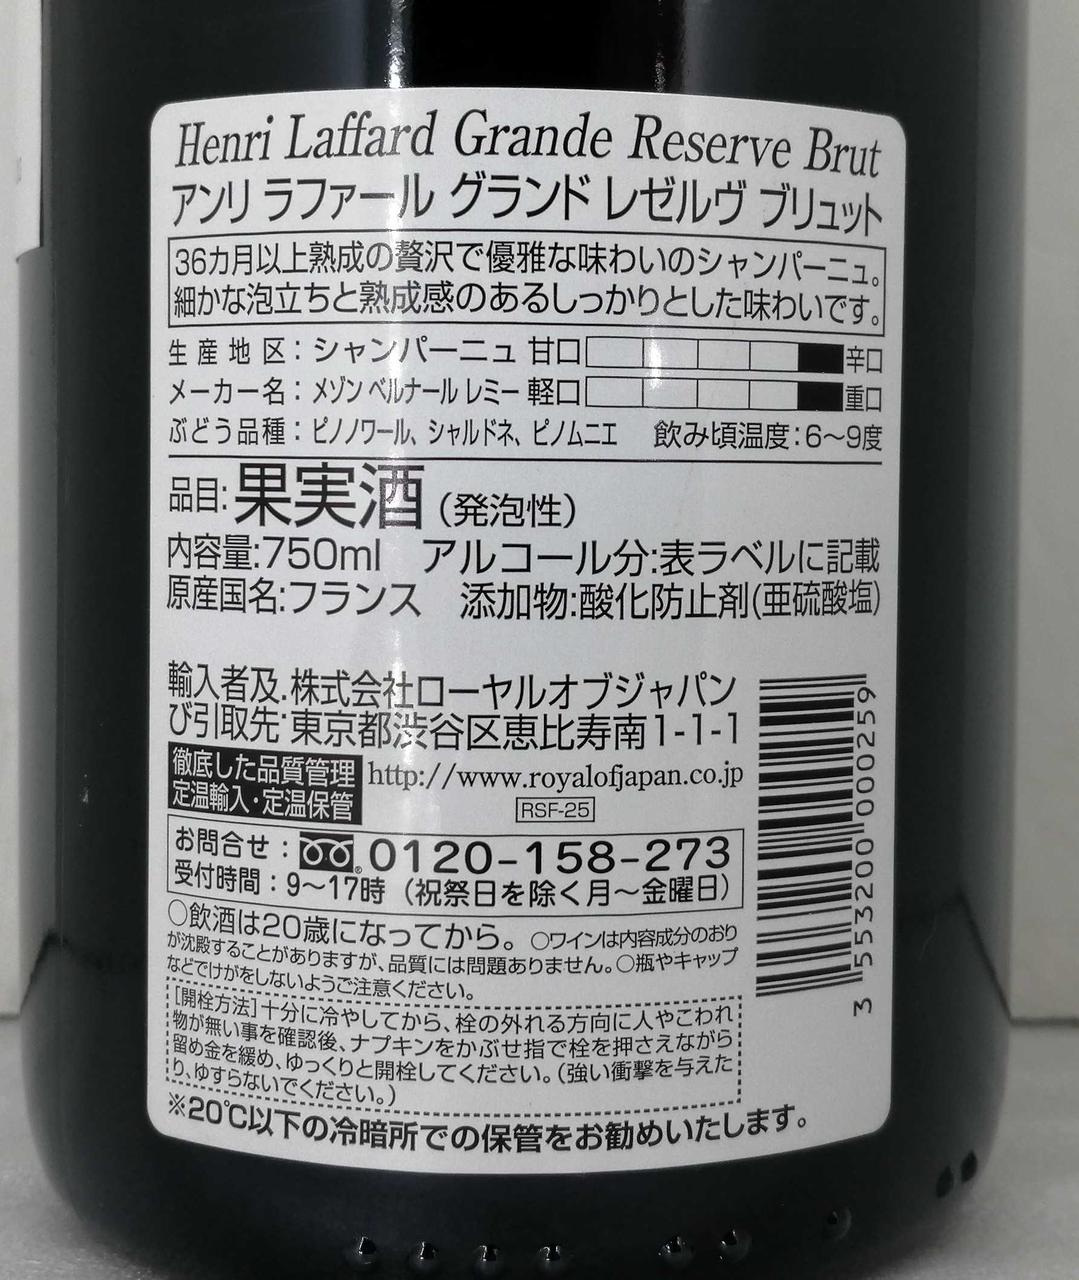 Henri Laffard Grande Reserve Brut
アンリ ラファール グランド レゼルヴ ブリュット
36カ月以上熟成の贅沢で優雅な味わいのシャンパーニュ。
細かな泡立ちと熟成感のあるしっかりとした味わいです。
生産地区：シャンパーニュ 甘口 辛口
メーカー名：メゾン ベルナール レミー 軽口 重口
ぶどう品種：ピノノワール、シャルドネ、ピノムニエ 飲み頃温度：6〜9度
品目:果実酒（発泡性）
内容量:750ml アルコール分:表ラベルに記載
原産国名:フランス 添加物:酸化防止剤(亜硫酸塩)
輸入者及.株式会社ローヤルオブジャパン
び引取先:東京都渋谷区恵比寿南1-1-1
徹底した品質管理
定温輸入・定温保管
http://www.royalofjapan.co.jp
RSF-25
お問合せ：0120-158-273
受付時間：9〜17時（祝祭日を除く月〜金曜日）
○飲酒は20歳になってから。○ワインは内容成分のおり
が沈殿することがありますが、品質には問題ありません。○瓶やキャップ
などでけがをしないようご注意ください。
[開栓方法]十分に冷やしてから、栓の外れる方向に人やこわれ
物が無い事を確認後、ナプキンをかぶせ指で栓を押さえながら
留め金を緩め、ゆっくりと開栓してください。（強い衝撃を与えた
り、ゆすらないでください。）
※20℃以下の冷暗所での保管をお勧めいたします。
3 553200 000259